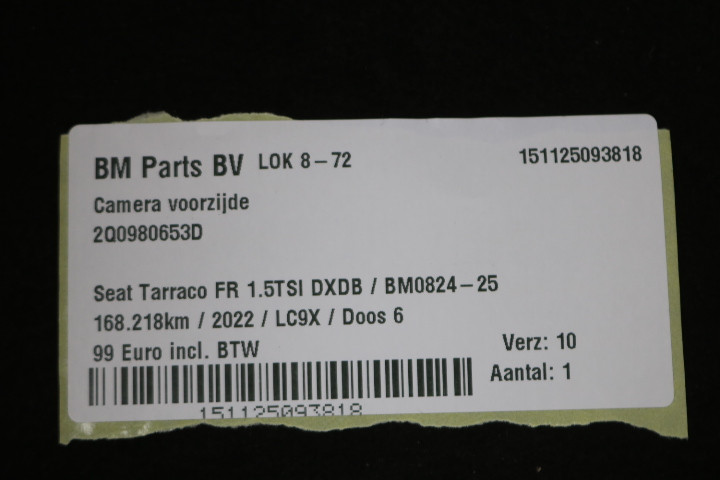 BM Parts BV LOK 8-72 151125093818
Camera voorzijde
2Q0980653D
Seat Tarraco FR 1.5TSI DXDB / BM0824-25
168.218km / 2022 / LC9X / Doos 6
99 Euro incl. BTW Verz: 10
Aantal: 1
151125093818